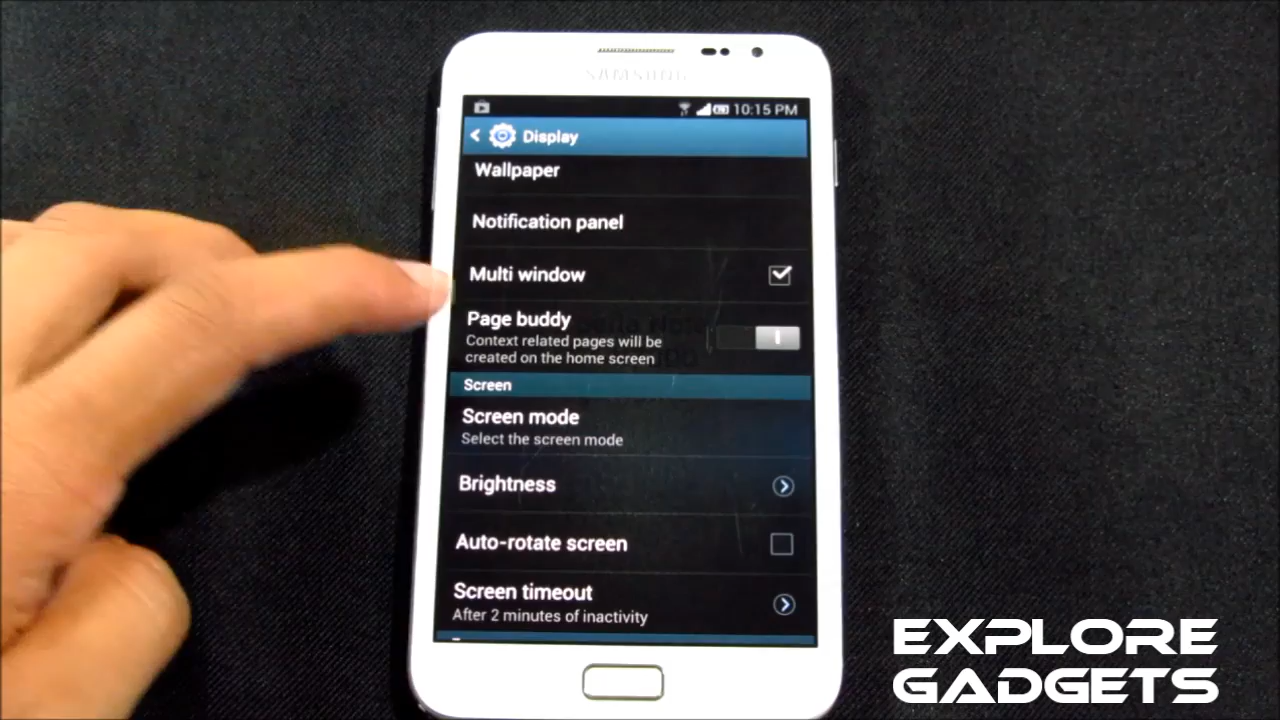 SAMSUNG
10:15 PM
Display
Wallpaper
Notification panel
Multi window
Page buddy
Context related pages will be
created on the home screen
Screen
Screen mode
Select the screen mode
Brightness
Auto-rotate screen
Screen timeout
After 2 minutes of inactivity
EXPLORE
GADGETS